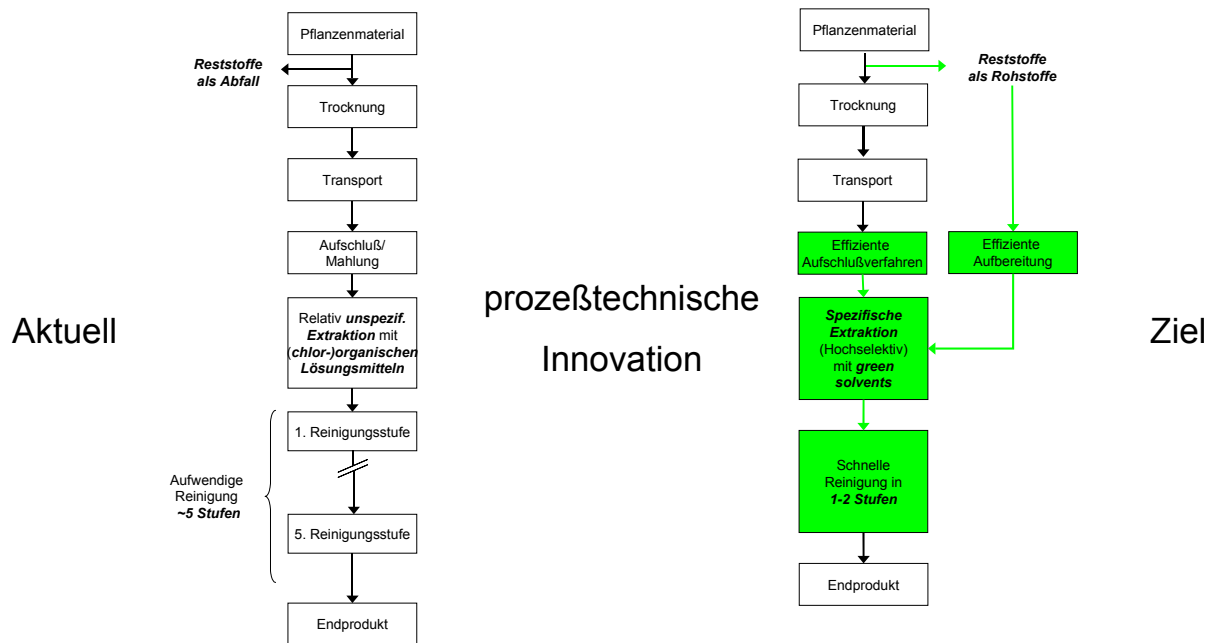 Pflanzenmaterial
Reststoffe
als Abfall
Trocknung
Transport
Aufschluß/
Mahlung
Aktuell
Relativ unspezif.
Extraktion mit
(chlor-)organischen
Lösungsmitteln
1. Reinigungsstufe
Aufwendige
Reinigung
~5 Stufen
5. Reinigungsstufe
Endprodukt
prozeßtechnische
Innovation
Pflanzenmaterial
Reststoffe
als Rohstoffe
Trocknung
Transport
Effiziente
Aufschlußverfahren
Effiziente
Aufbereitung
Spezifische
Extraktion
(Hochselektiv)
mit green
solvents
Ziel
Schnelle
Reinigung in
1-2 Stufen
Endprodukt